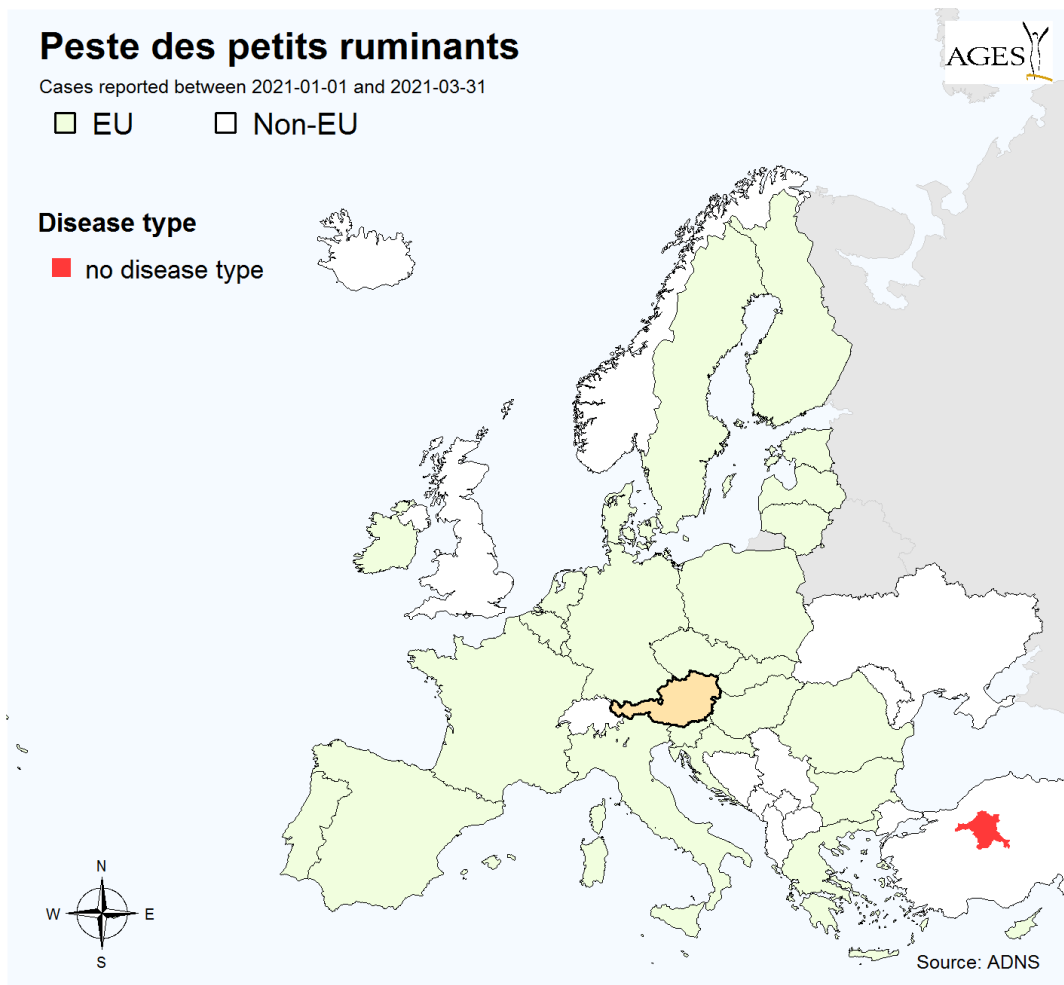 Peste des petits ruminants
AGES
Cases reported between 2021-01-01 and 2021-03-31
EU Non-EU
Disease type
no disease type
N
W E
S
Source: ADNS